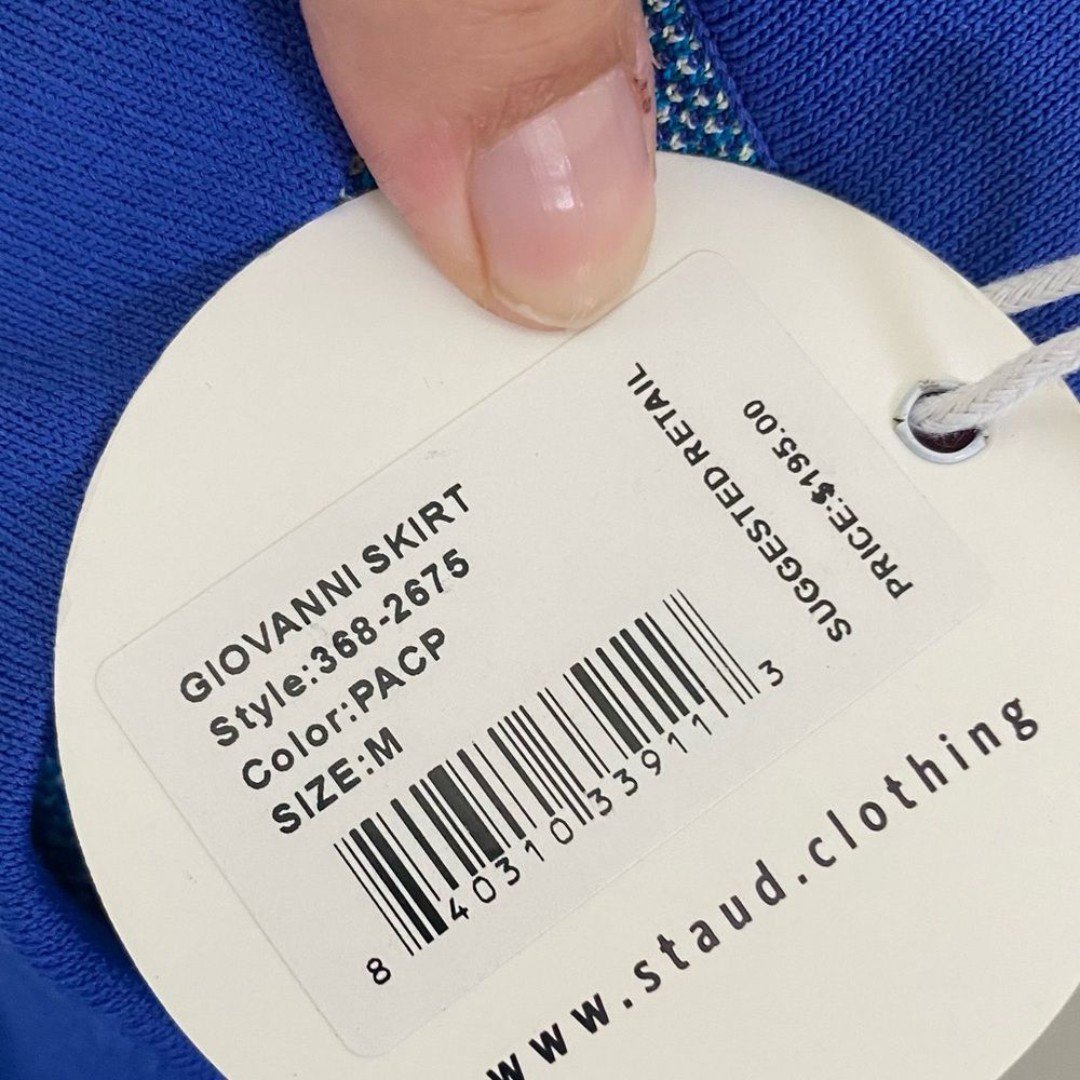 GIOVANNI SKIRT
Style:368-2675
Color:PACP
SIZE:M
8 40310 33911 3
SUGGESTED RETAIL
PRICE:$195.00
www.staud.clothing